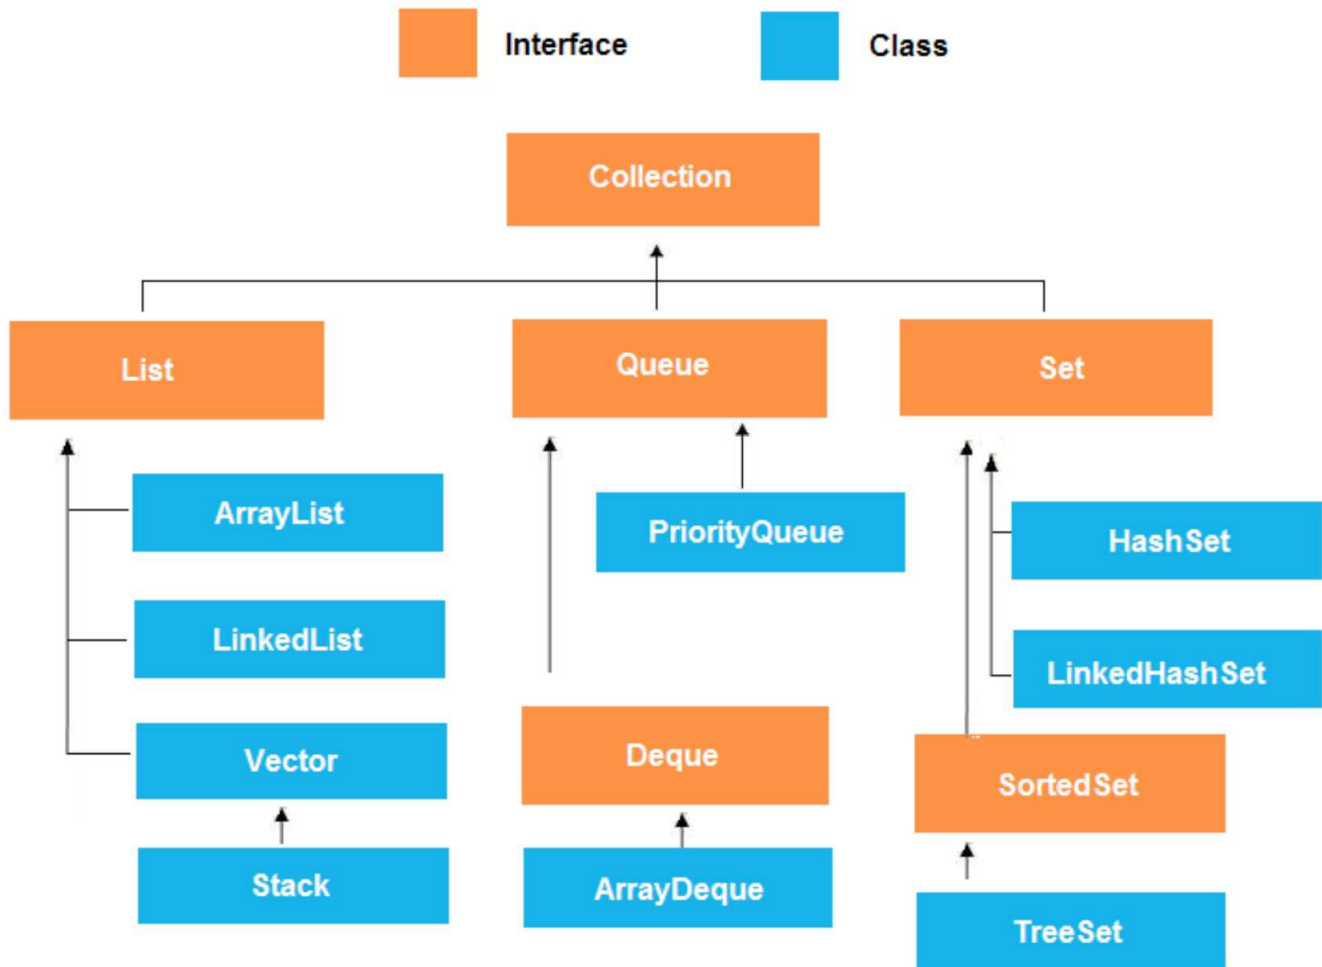 Interface
Class
Collection
List
Queue
Set
ArrayList
PriorityQueue
HashSet
LinkedList
LinkedHashSet
Vector
Deque
SortedSet
Stack
ArrayDeque
TreeSet